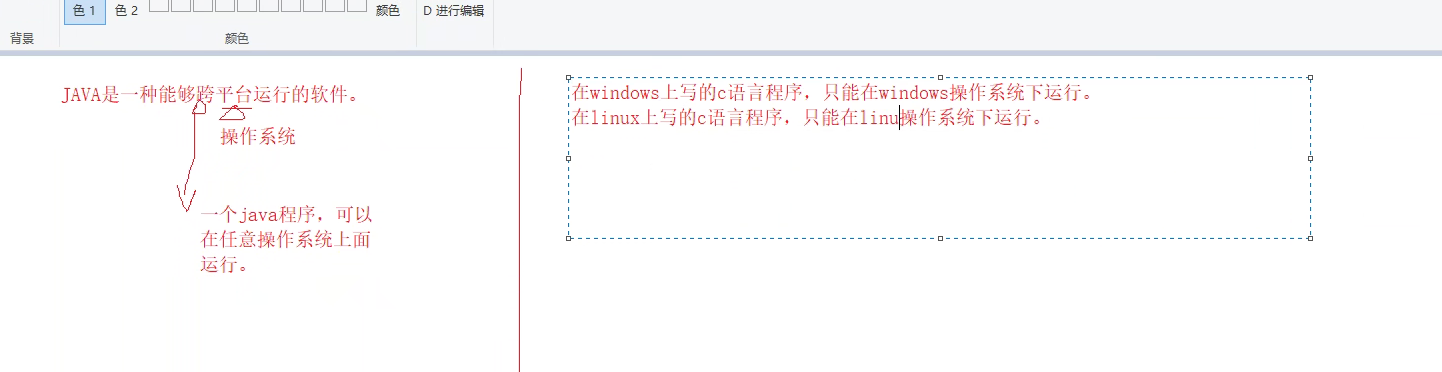 色 1
色 2
颜色
D 进行编辑
背景
颜色
JAVA是一种能够跨平台运行的软件。
操作系统
一个java程序，可以
在任意操作系统上面
运行。
在windows上写的c语言程序，只能在windows操作系统下运行。
在linux上写的c语言程序，只能在linu操作系统下运行。